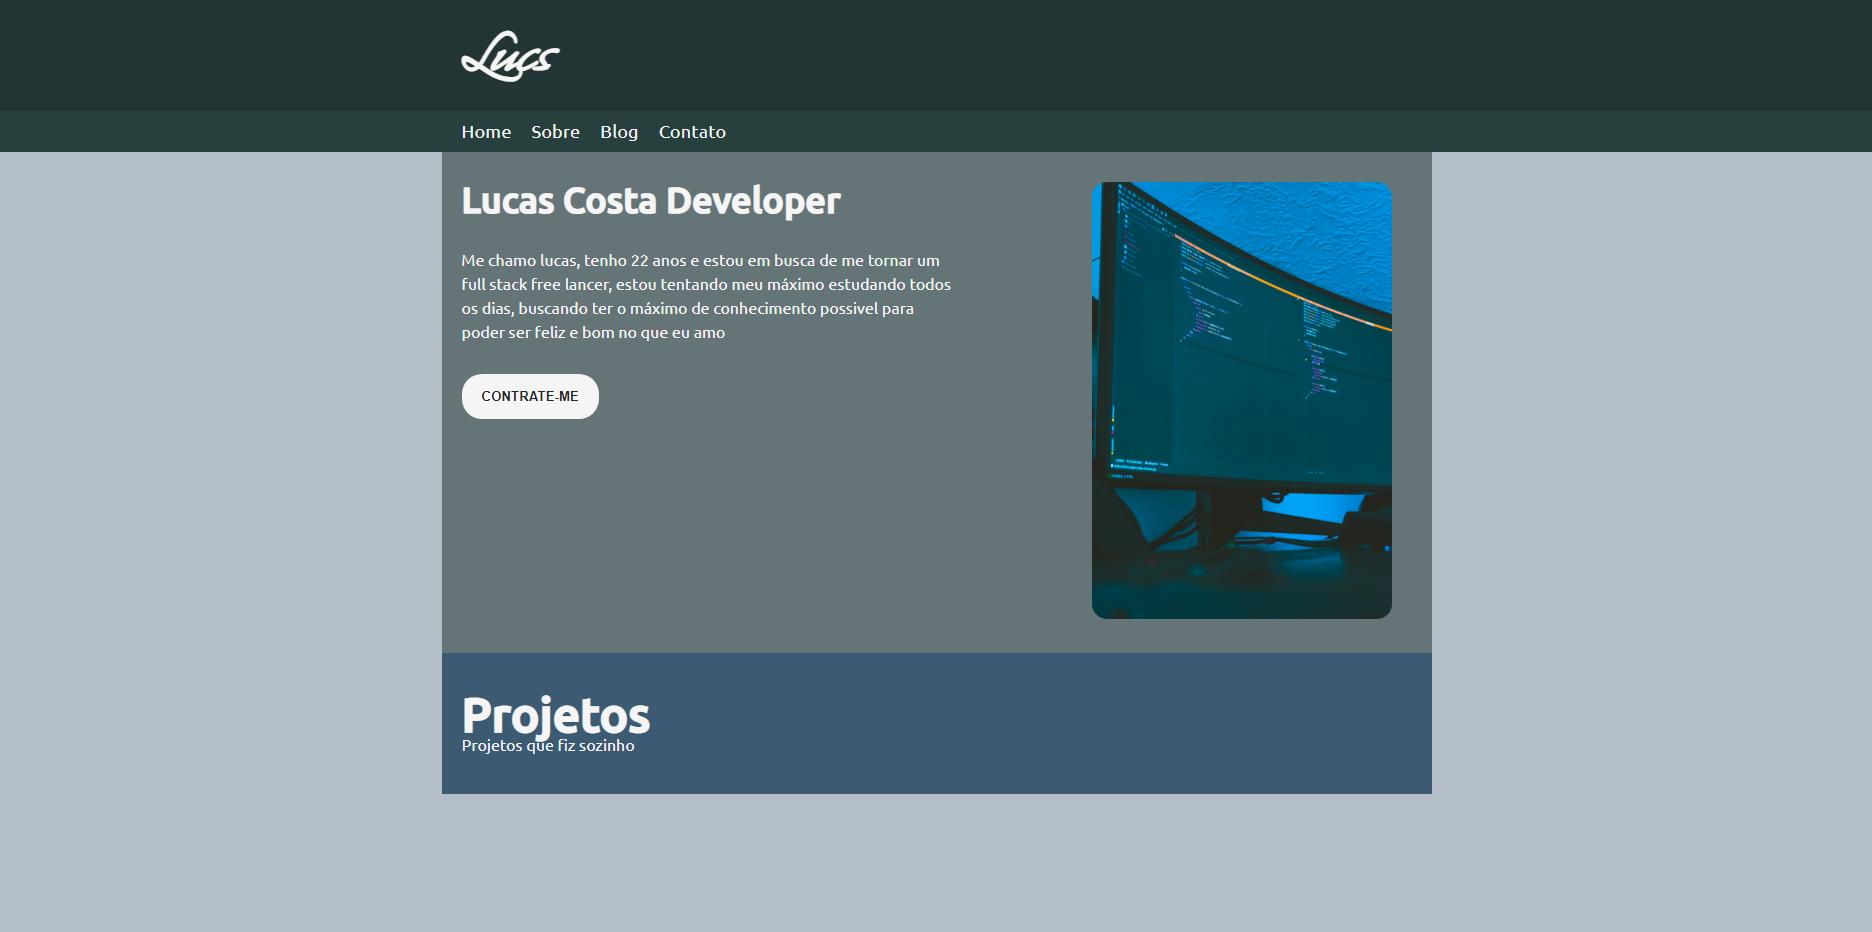 Lucs
Home Sobre Blog Contato
Lucas Costa Developer
Me chamo lucas, tenho 22 anos e estou em busca de me tornar um
full stack free lancer, estou tentando meu máximo estudando todos
os dias, buscando ter o máximo de conhecimento possivel para
poder ser feliz e bom no que eu amo
CONTRATE-ME
Projetos
Projetos que fiz sozinho